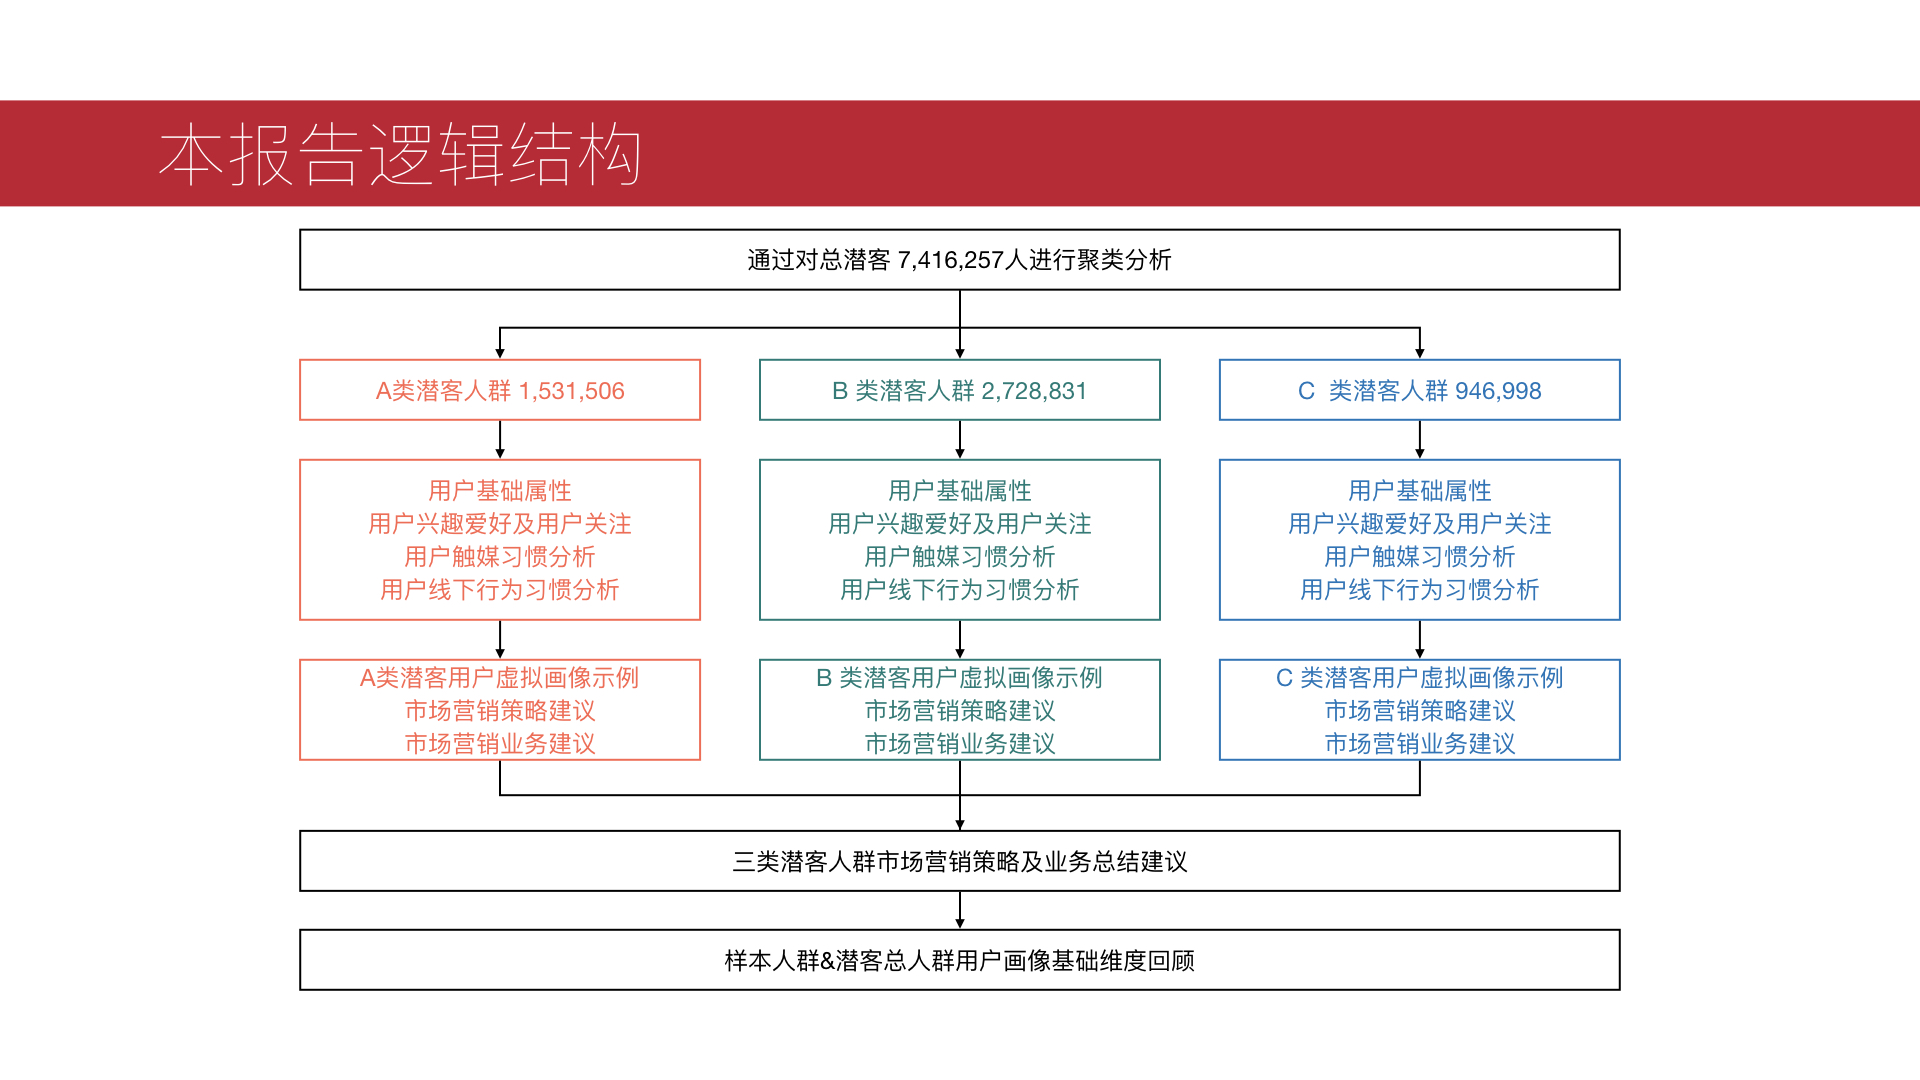 本报告逻辑结构
通过对总潜客 7,416,257人进行聚类分析
A类潜客人群 1,531,506
B 类潜客人群 2,728,831
C 类潜客人群 946,998
用户基础属性
用户兴趣爱好及用户关注
用户触媒习惯分析
用户线下行为习惯分析
用户基础属性
用户兴趣爱好及用户关注
用户触媒习惯分析
用户线下行为习惯分析
用户基础属性
用户兴趣爱好及用户关注
用户触媒习惯分析
用户线下行为习惯分析
A类潜客用户虚拟画像示例
市场营销策略建议
市场营销业务建议
B 类潜客用户虚拟画像示例
市场营销策略建议
市场营销业务建议
C 类潜客用户虚拟画像示例
市场营销策略建议
市场营销业务建议
三类潜客人群市场营销策略及业务总结建议
样本人群&潜客总人群用户画像基础维度回顾